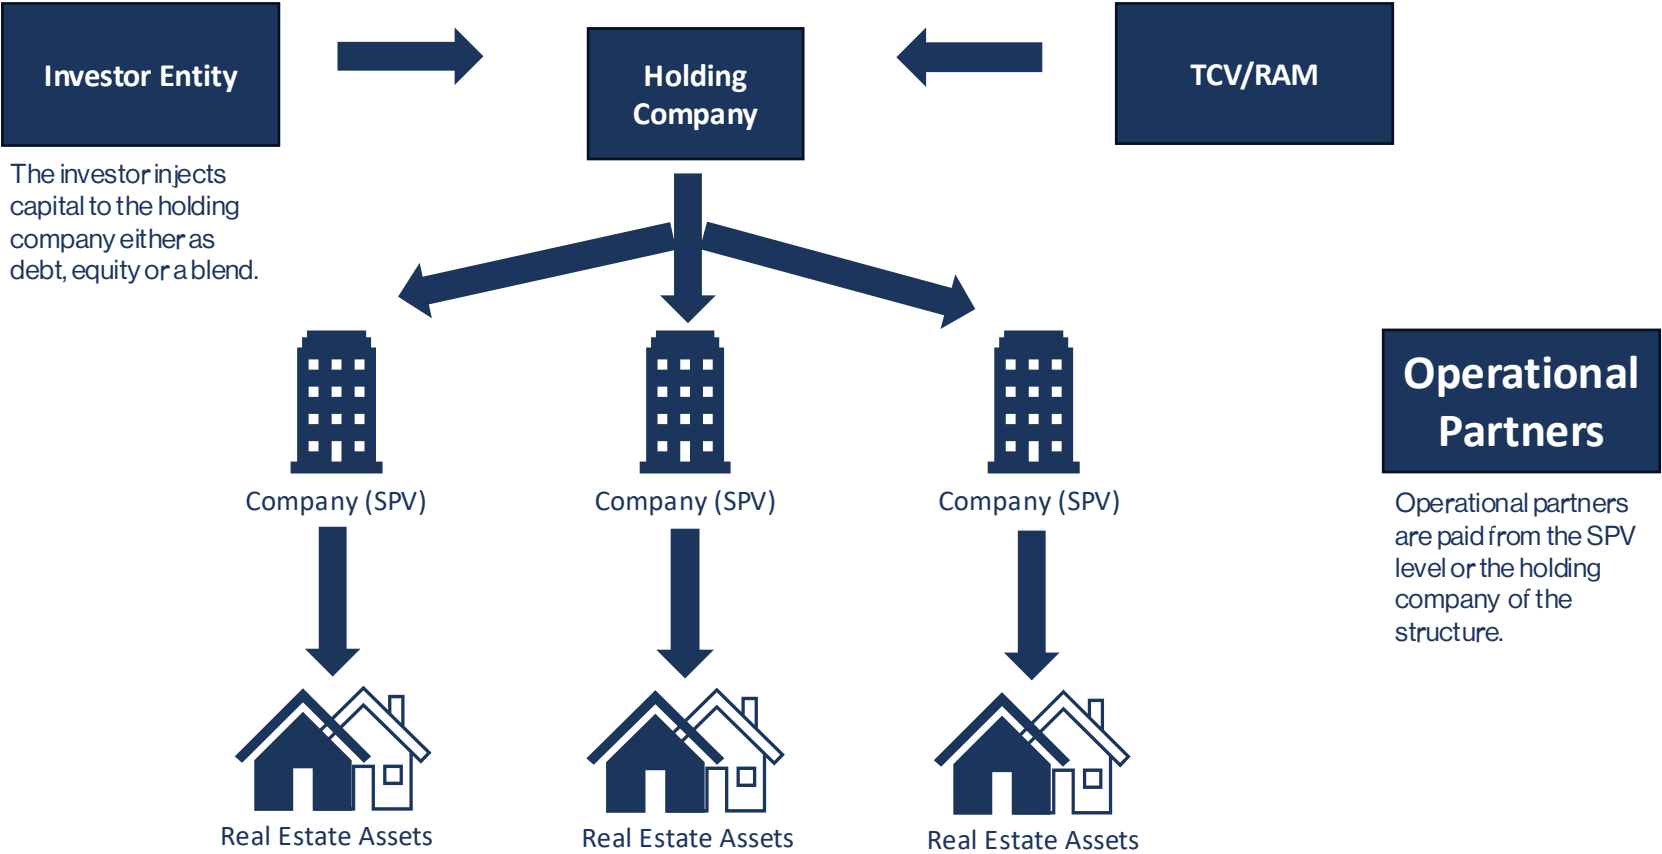 Investor Entity
Holding
Company
TCV/RAM
The investor injects
capital to the holding
company either as
debt, equity or a blend.
Operational
Partners
Company (SPV)
Company (SPV)
Company (SPV)
Operational partners
are paid from the SPV
level or the holding
company of the
structure.
Real Estate Assets
Real Estate Assets
Real Estate Assets